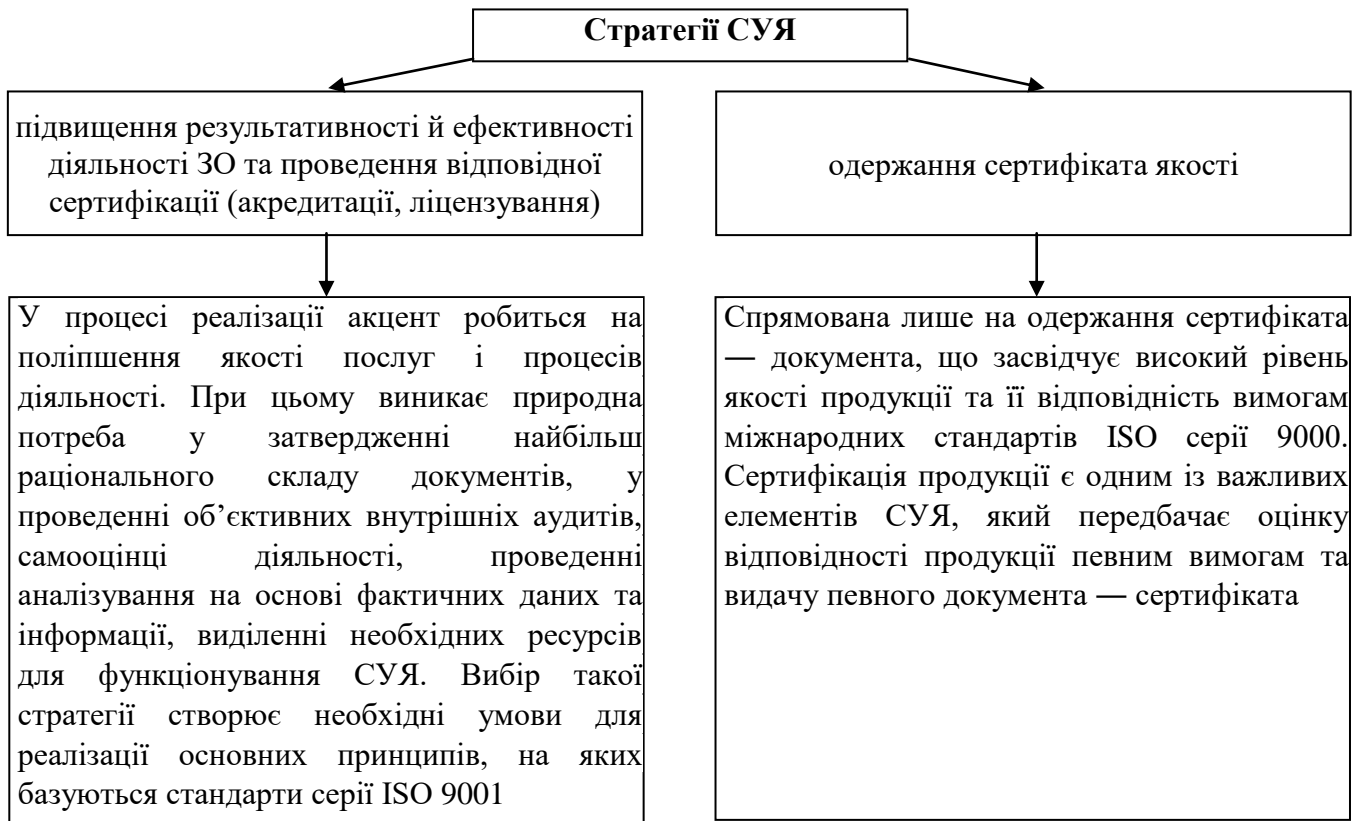 Стратегії СУЯ
підвищення результативності й ефективності
діяльності ЗО та проведення відповідної
сертифікації (акредитації, ліцензування)
одержання сертифіката якості
У процесі реалізації акцент робиться на
поліпшення якості послуг і процесів
діяльності. При цьому виникає природна
потреба у затвердженні найбільш
раціонального складу документів, у
проведенні об’єктивних внутрішніх аудитів,
самооцінці діяльності, проведенні
аналізування на основі фактичних даних та
інформації, виділенні необхідних ресурсів
для функціонування СУЯ. Вибір такої
стратегії створює необхідні умови для
реалізації основних принципів, на яких
базуються стандарти серії ISO 9001
Спрямована лише на одержання сертифіката
― документа, що засвідчує високий рівень
якості продукції та її відповідність вимогам
міжнародних стандартів ISO серії 9000.
Сертифікація продукції є одним із важливих
елементів СУЯ, який передбачає оцінку
відповідності продукції певним вимогам та
видачу певного документа ― сертифіката